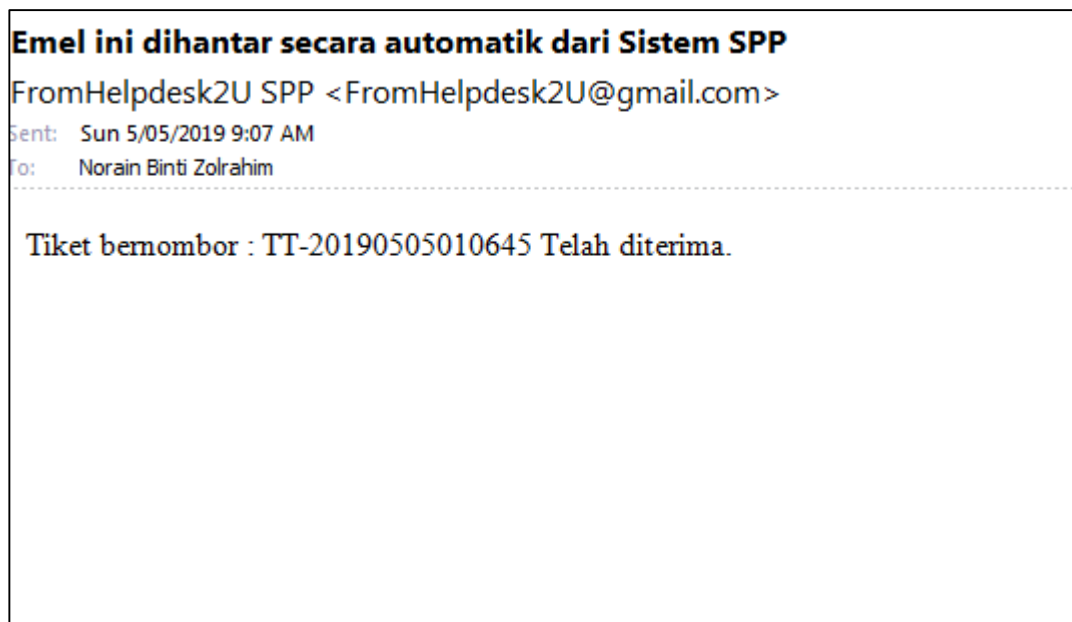 Emel ini dihantar secara automatik dari Sistem SPP
FromHelpdesk2U SPP <FromHelpdesk2U@gmail.com>
Sent: Sun 5/05/2019 9:07 AM
To: Norain Binti Zolrahim
Tiket bernombor : TT-20190505010645 Telah diterima.